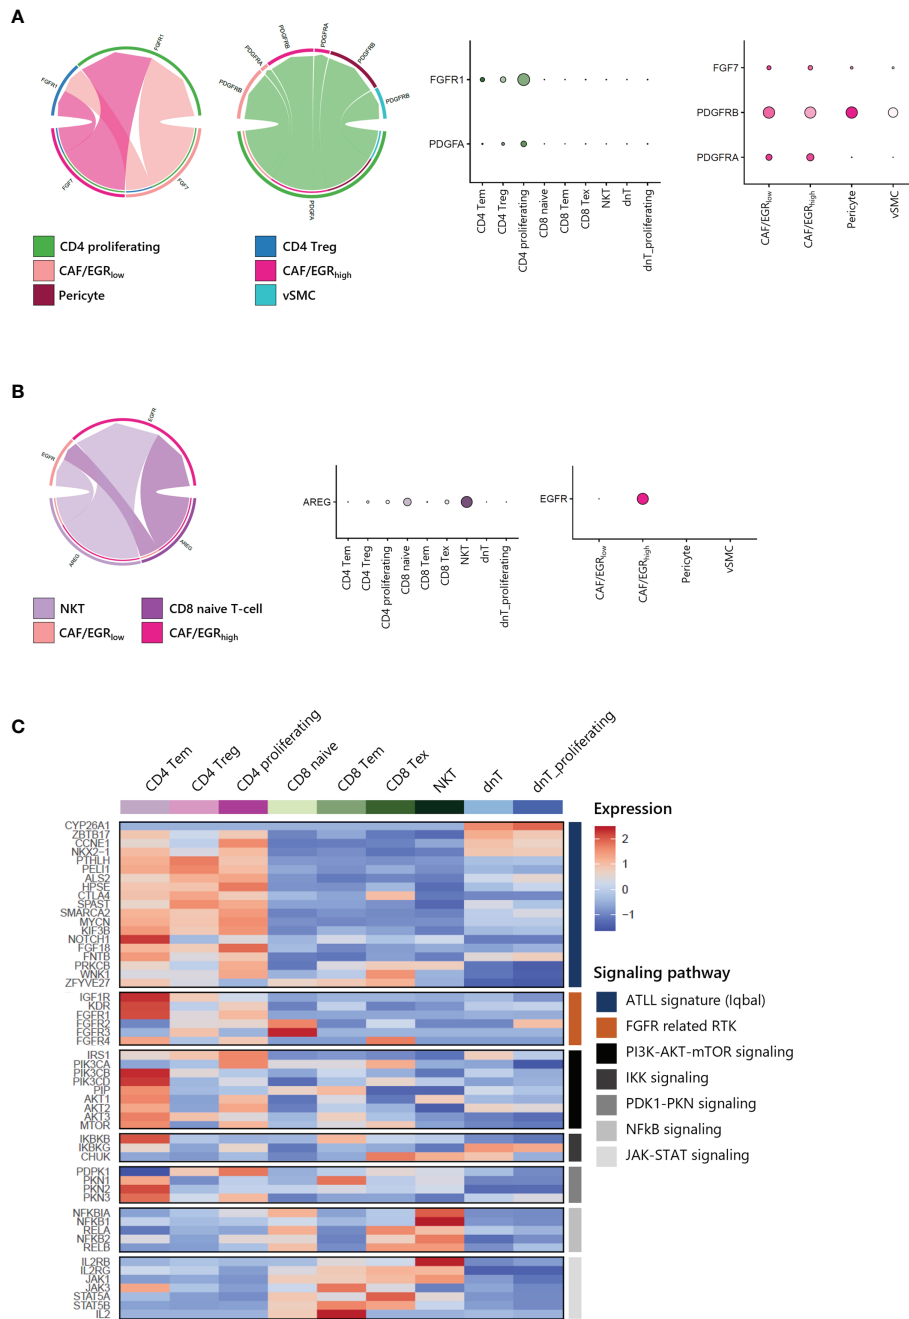 A
FGFR1
FGFR1
FGF7
FGF7
PDGFRB
PDGFRA
PDGFRB
PDGFRA
PDGFRB
PDGFRB
PDGFA
FGFR1
PDGFA
CD4 Tem
CD4 Treg
CD4 proliferating
CD8 naive
CD8 Tem
CD8 Tex
NKT
dnT
dnT_proliferating
FGF7
PDGFRB
PDGFRA
CAF/EGRlow
CAF/EGRhigh
Pericyte
vSMC
CD4 proliferating
CD4 Treg
CAF/EGRlow
CAF/EGRhigh
Pericyte
vSMC
B
EGFR
EGFR
AREG
AREG
AREG
CD4 Tem
CD4 Treg
CD4 proliferating
CD8 naive
CD8 Tem
CD8 Tex
NKT
dnT
dnT_proliferating
EGFR
CAF/EGRlow
CAF/EGRhigh
Pericyte
vSMC
NKT
CD8 naive T-cell
CAF/EGRlow
CAF/EGRhigh
C
CD4 Tem
CD4 Treg
CD4 proliferating
CD8 naive
CD8 Tem
CD8 Tex
NKT
dnT
dnT_proliferating
CYP26A1
ZBTB17
CCNE1
NKX2-1
PTHLH
PELI1
ALS2
HPSE
CTLA4
SPAST
SMARCA2
MYCN
KIF3B
NOTCH1
FGF18
FNTB
PRKCB
WNK1
ZFYVE27
IGF1R
KDR
FGFR1
FGFR2
FGFR3
FGFR4
IRS1
PIK3CA
PIK3CB
PIK3CD
PIP
AKT1
AKT2
AKT3
MTOR
IKBKB
IKBKG
CHUK
PDPK1
PKN1
PKN2
PKN3
NFKBIA
NFKB1
RELA
NFKB2
RELB
IL2RB
IL2RG
JAK1
JAK3
STAT5A
STAT5B
IL2
Expression
2
1
0
−1
Signaling pathway
ATLL signature (Iqbal)
FGFR related RTK
PI3K-AKT-mTOR signaling
IKK signaling
PDK1-PKN signaling
NFkB signaling
JAK-STAT signaling